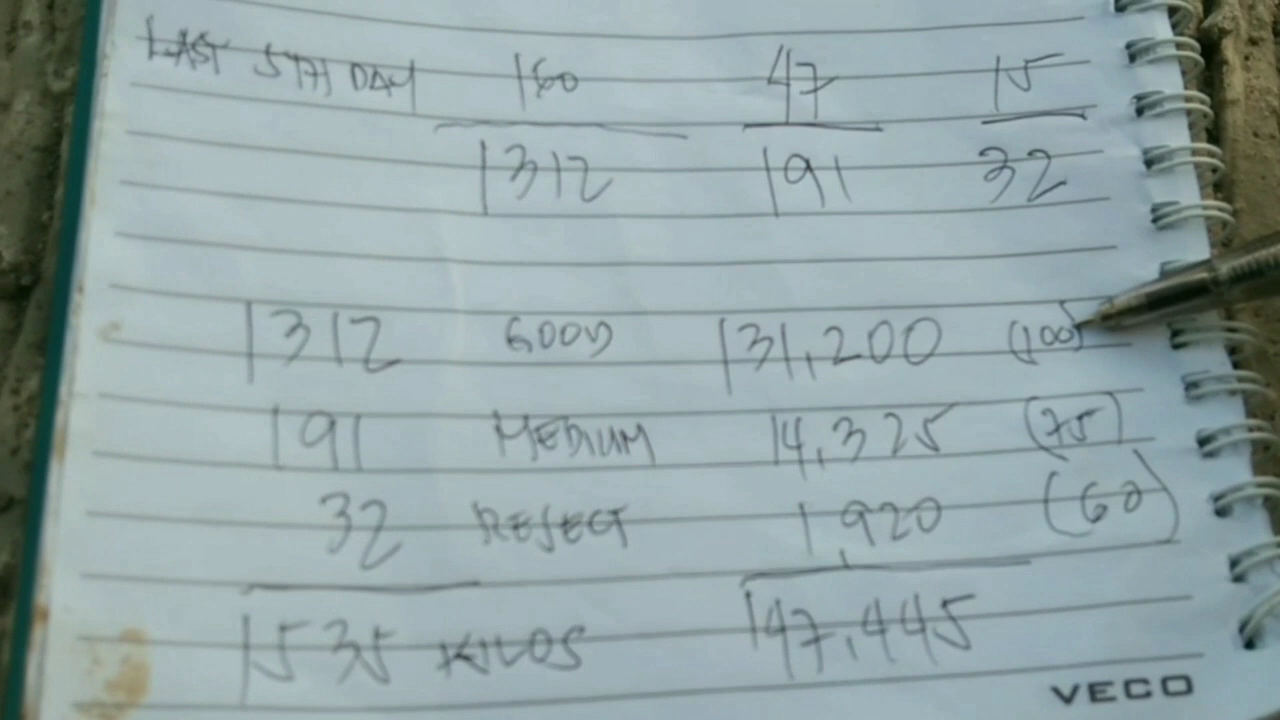 LAST 5TH DAY 160 47 15
1312 191 32
1312 GOOD 131,200 (100)
191 MEDIUM 14,325 (75)
32 REJECT 1,920 (60)
1535 KILOS 147,445
VECO